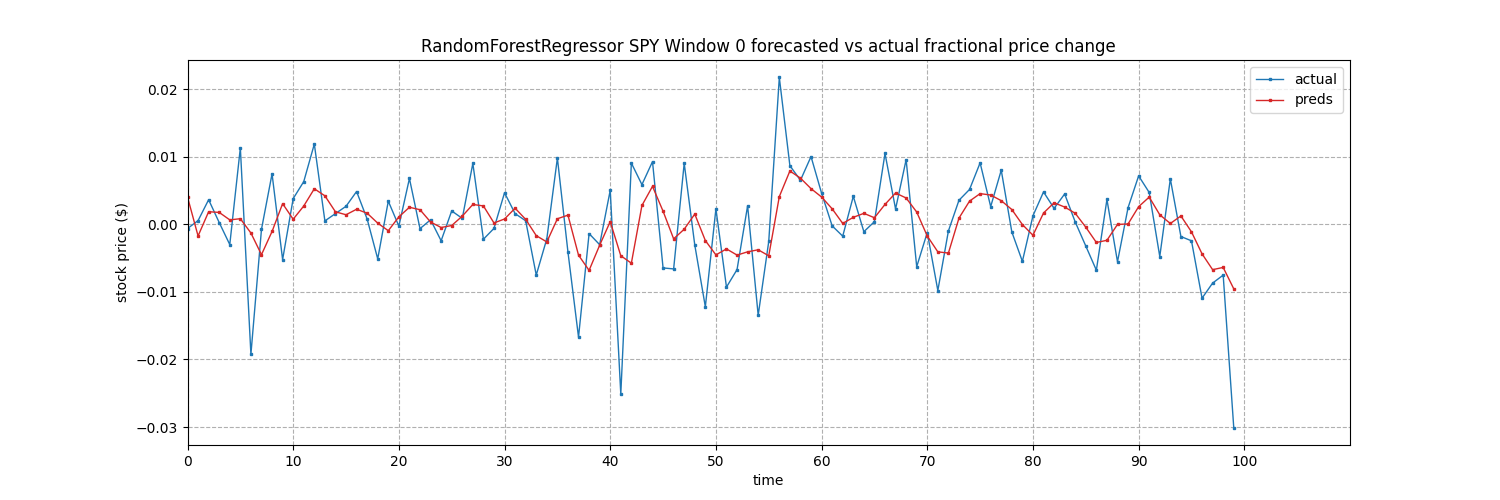 RandomForestRegressor SPY Window 0 forecasted vs actual fractional price change
actual
preds
0.02
0.01
0.00
−0.01
−0.02
−0.03
stock price ($)
0 10 20 30 40 50 60 70 80 90 100
time